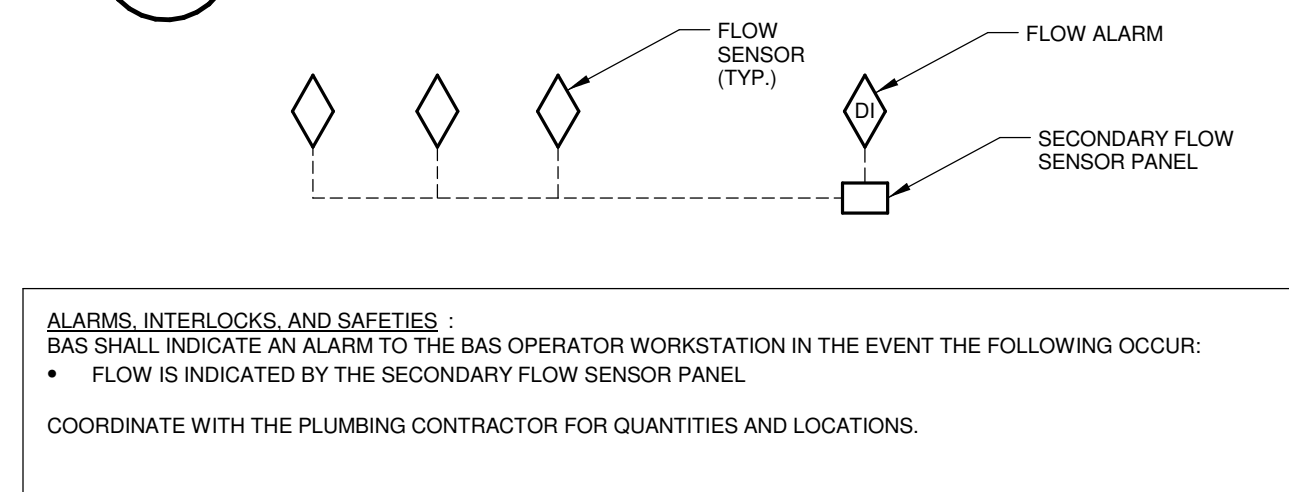 FLOW
SENSOR
(TYP.)
FLOW ALARM
DI
SECONDARY FLOW
SENSOR PANEL
ALARMS, INTERLOCKS, AND SAFETIES :
BAS SHALL INDICATE AN ALARM TO THE BAS OPERATOR WORKSTATION IN THE EVENT THE FOLLOWING OCCUR:
• FLOW IS INDICATED BY THE SECONDARY FLOW SENSOR PANEL
COORDINATE WITH THE PLUMBING CONTRACTOR FOR QUANTITIES AND LOCATIONS.